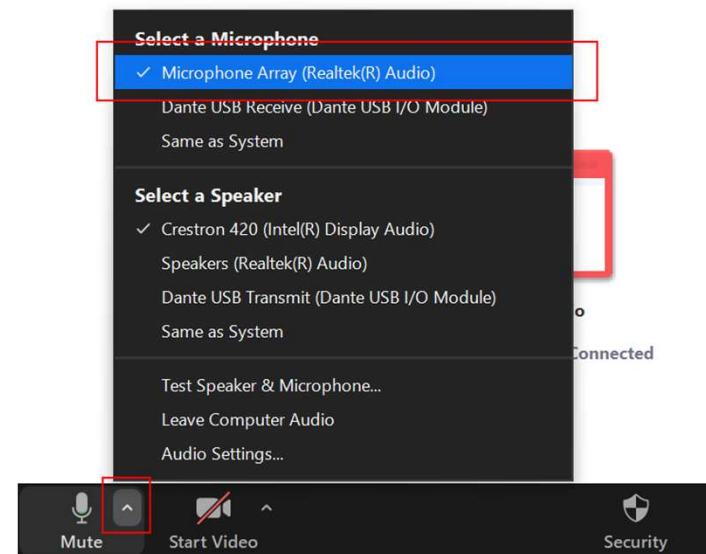 Select a Microphone
Microphone Array (Realtek(R) Audio)
Dante USB Receive (Dante USB I/O Module)
Same as System
Select a Speaker
Crestron 420 (Intel(R) Display Audio)
Speakers (Realtek(R) Audio)
Dante USB Transmit (Dante USB I/O Module)
Same as System
o
Connected
Test Speaker & Microphone...
Leave Computer Audio
Audio Settings...
Mute
Start Video
Security